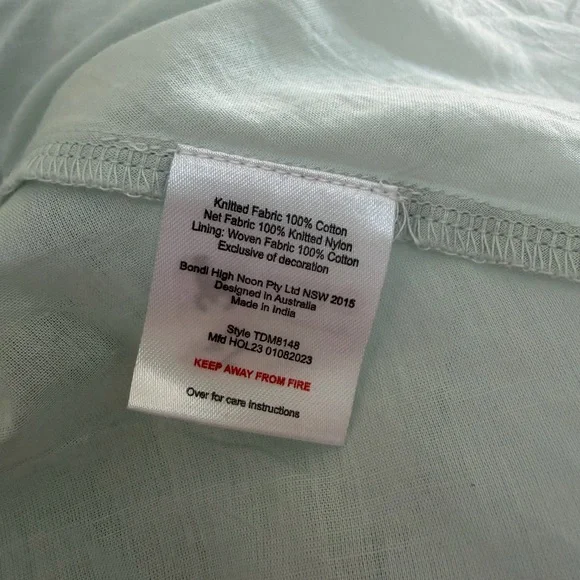 Knitted Fabric 100% Cotton
Net Fabric 100% Knitted Nylon
Lining: Woven Fabric 100% Cotton
Exclusive of decoration
Bondi High Noon Pty Ltd NSW 2015
Designed in Australia
Made in India
Style TDM8148
Mfd HOL23 01082023
KEEP AWAY FROM FIRE
Over for care instructions